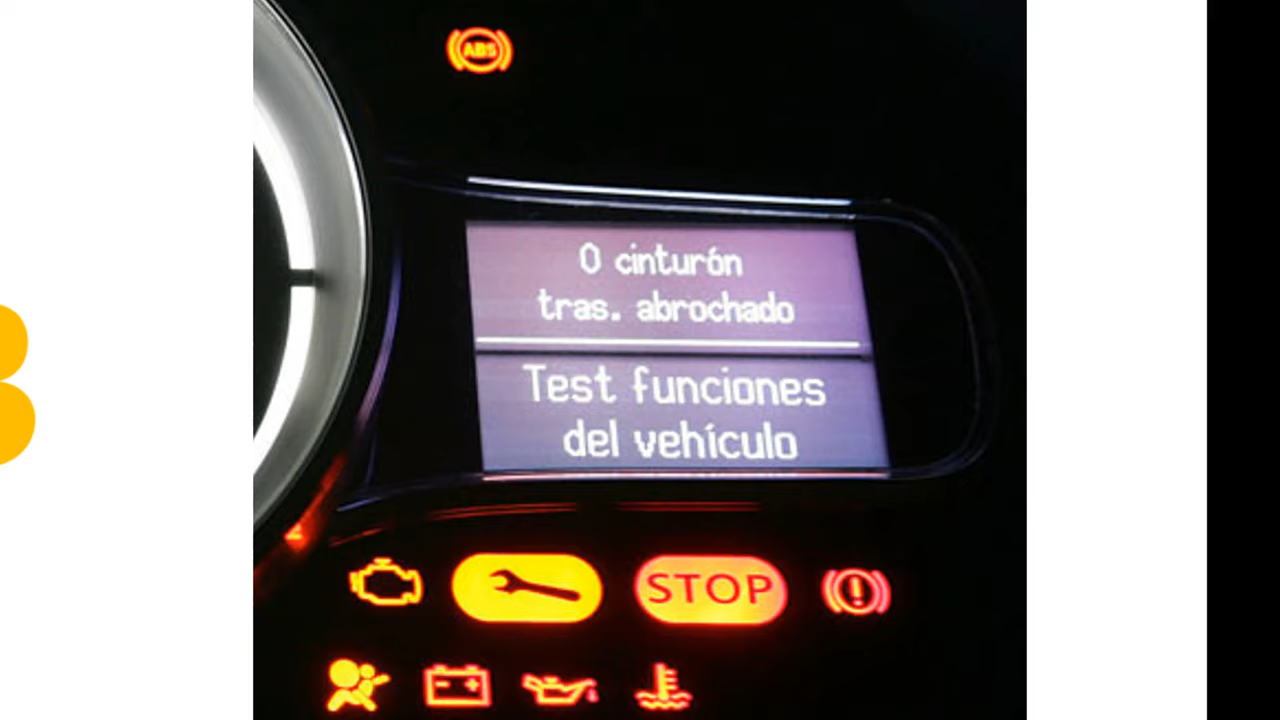 ABS
0 cinturón
tras. abrochado
Test funciones
del vehículo
STOP